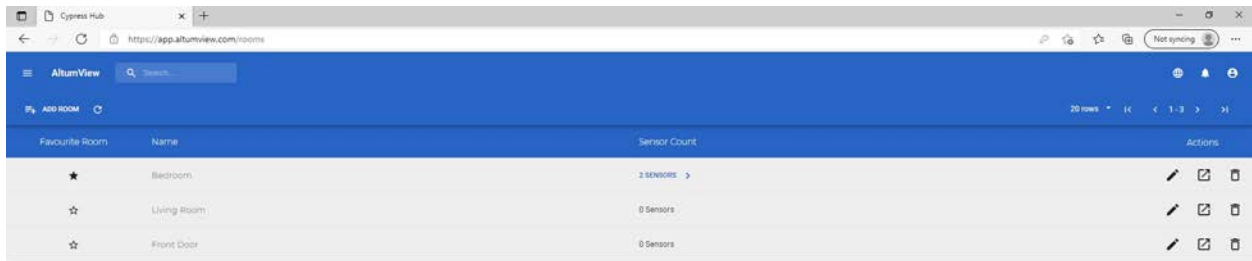 Cypress Hub
https://app.altumview.com/rooms
Not syncing
AltumView Search...
ADD ROOM 20 rows 1-3
Favourite Room Name Sensor Count Actions
Bedroom 2 SENSORS
Living Room 0 Sensors
Front Door 0 Sensors